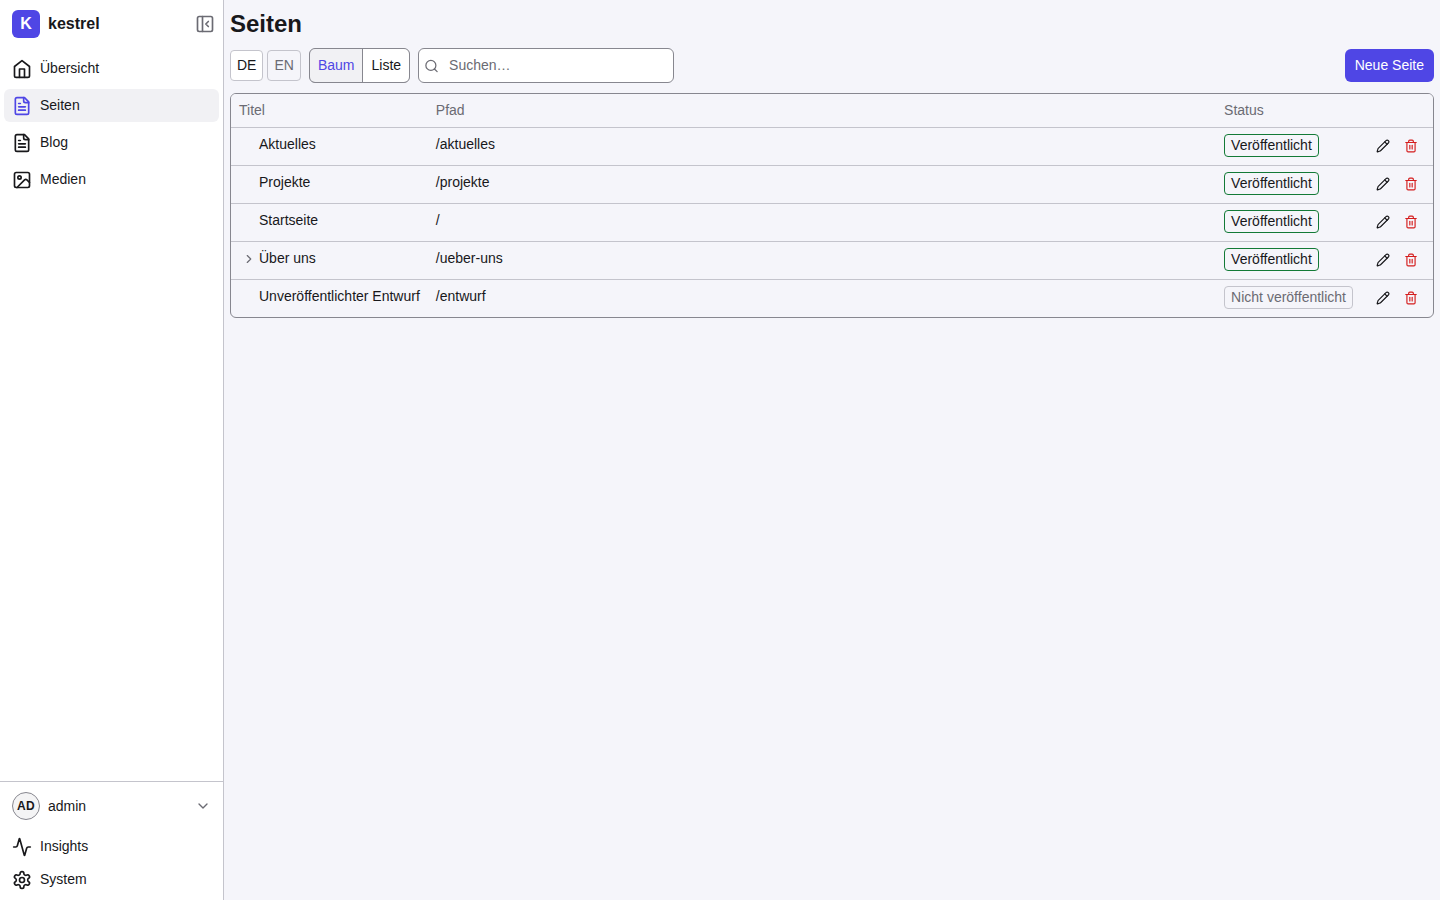 K kestrel
Übersicht
Seiten
Blog
Medien
AD admin
Insights
System
Seiten
DE EN Baum Liste Suchen… Neue Seite
Titel Pfad Status
Aktuelles /aktuelles Veröffentlicht
Projekte /projekte Veröffentlicht
Startseite / Veröffentlicht
Über uns /ueber-uns Veröffentlicht
Unveröffentlichter Entwurf /entwurf Nicht veröffentlicht